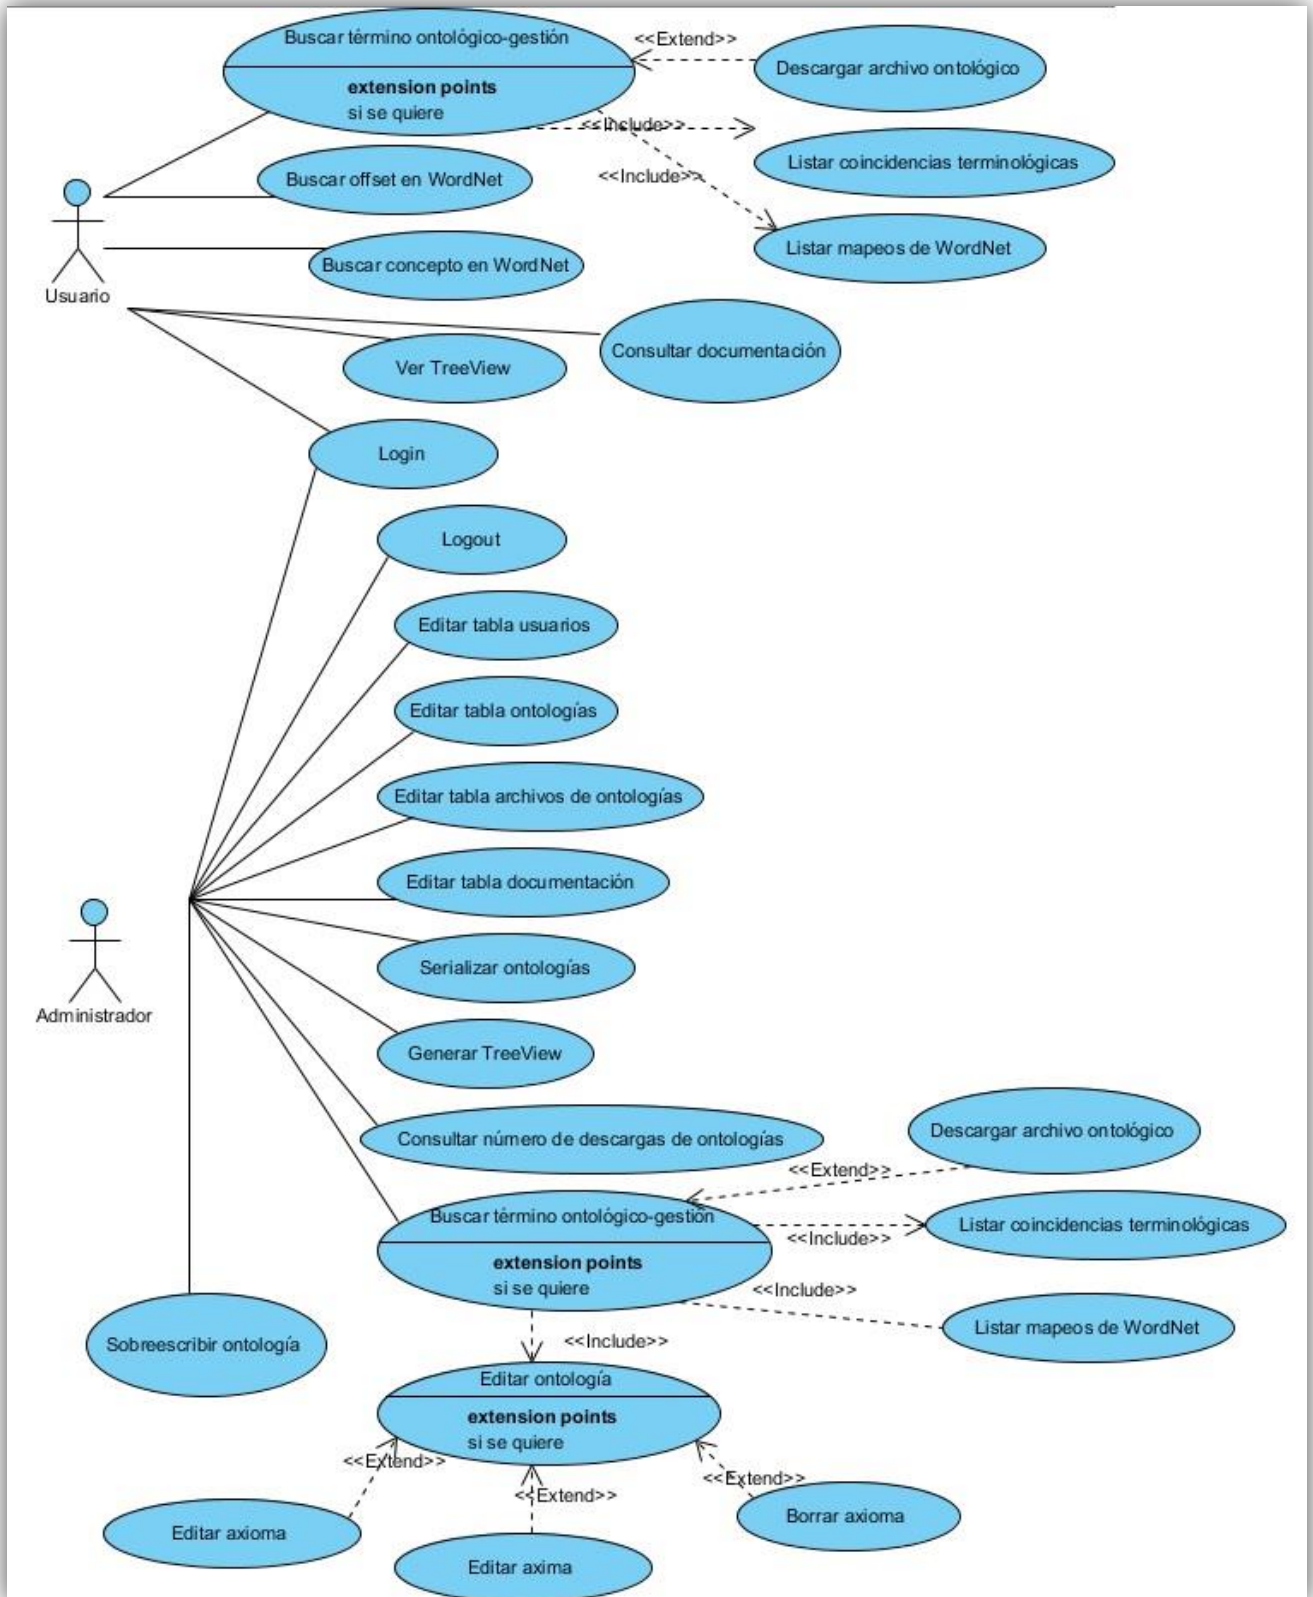 Buscar término ontológico-gestión
extension points
si se quiere
<<Extend>>
Descargar archivo ontológico
<<Include>>
Listar coincidencias terminológicas
Buscar offset en WordNet
<<Include>>
Listar mapeos de WordNet
Buscar concepto en WordNet
Usuario
Consultar documentación
Ver TreeView
Login
Logout
Editar tabla usuarios
Editar tabla ontologías
Editar tabla archivos de ontologías
Editar tabla documentación
Serializar ontologías
Administrador
Generar TreeView
Consultar número de descargas de ontologías
Descargar archivo ontológico
<<Extend>>
Buscar término ontológico-gestión
extension points
si se quiere
Listar coincidencias terminológicas
<<Include>>
<<Include>>
Listar mapeos de WordNet
Sobreescribir ontología
<<Include>>
Editar ontología
extension points
si se quiere
<<Extend>>
<<Extend>>
<<Extend>>
Editar axioma
Editar axima
Borrar axioma